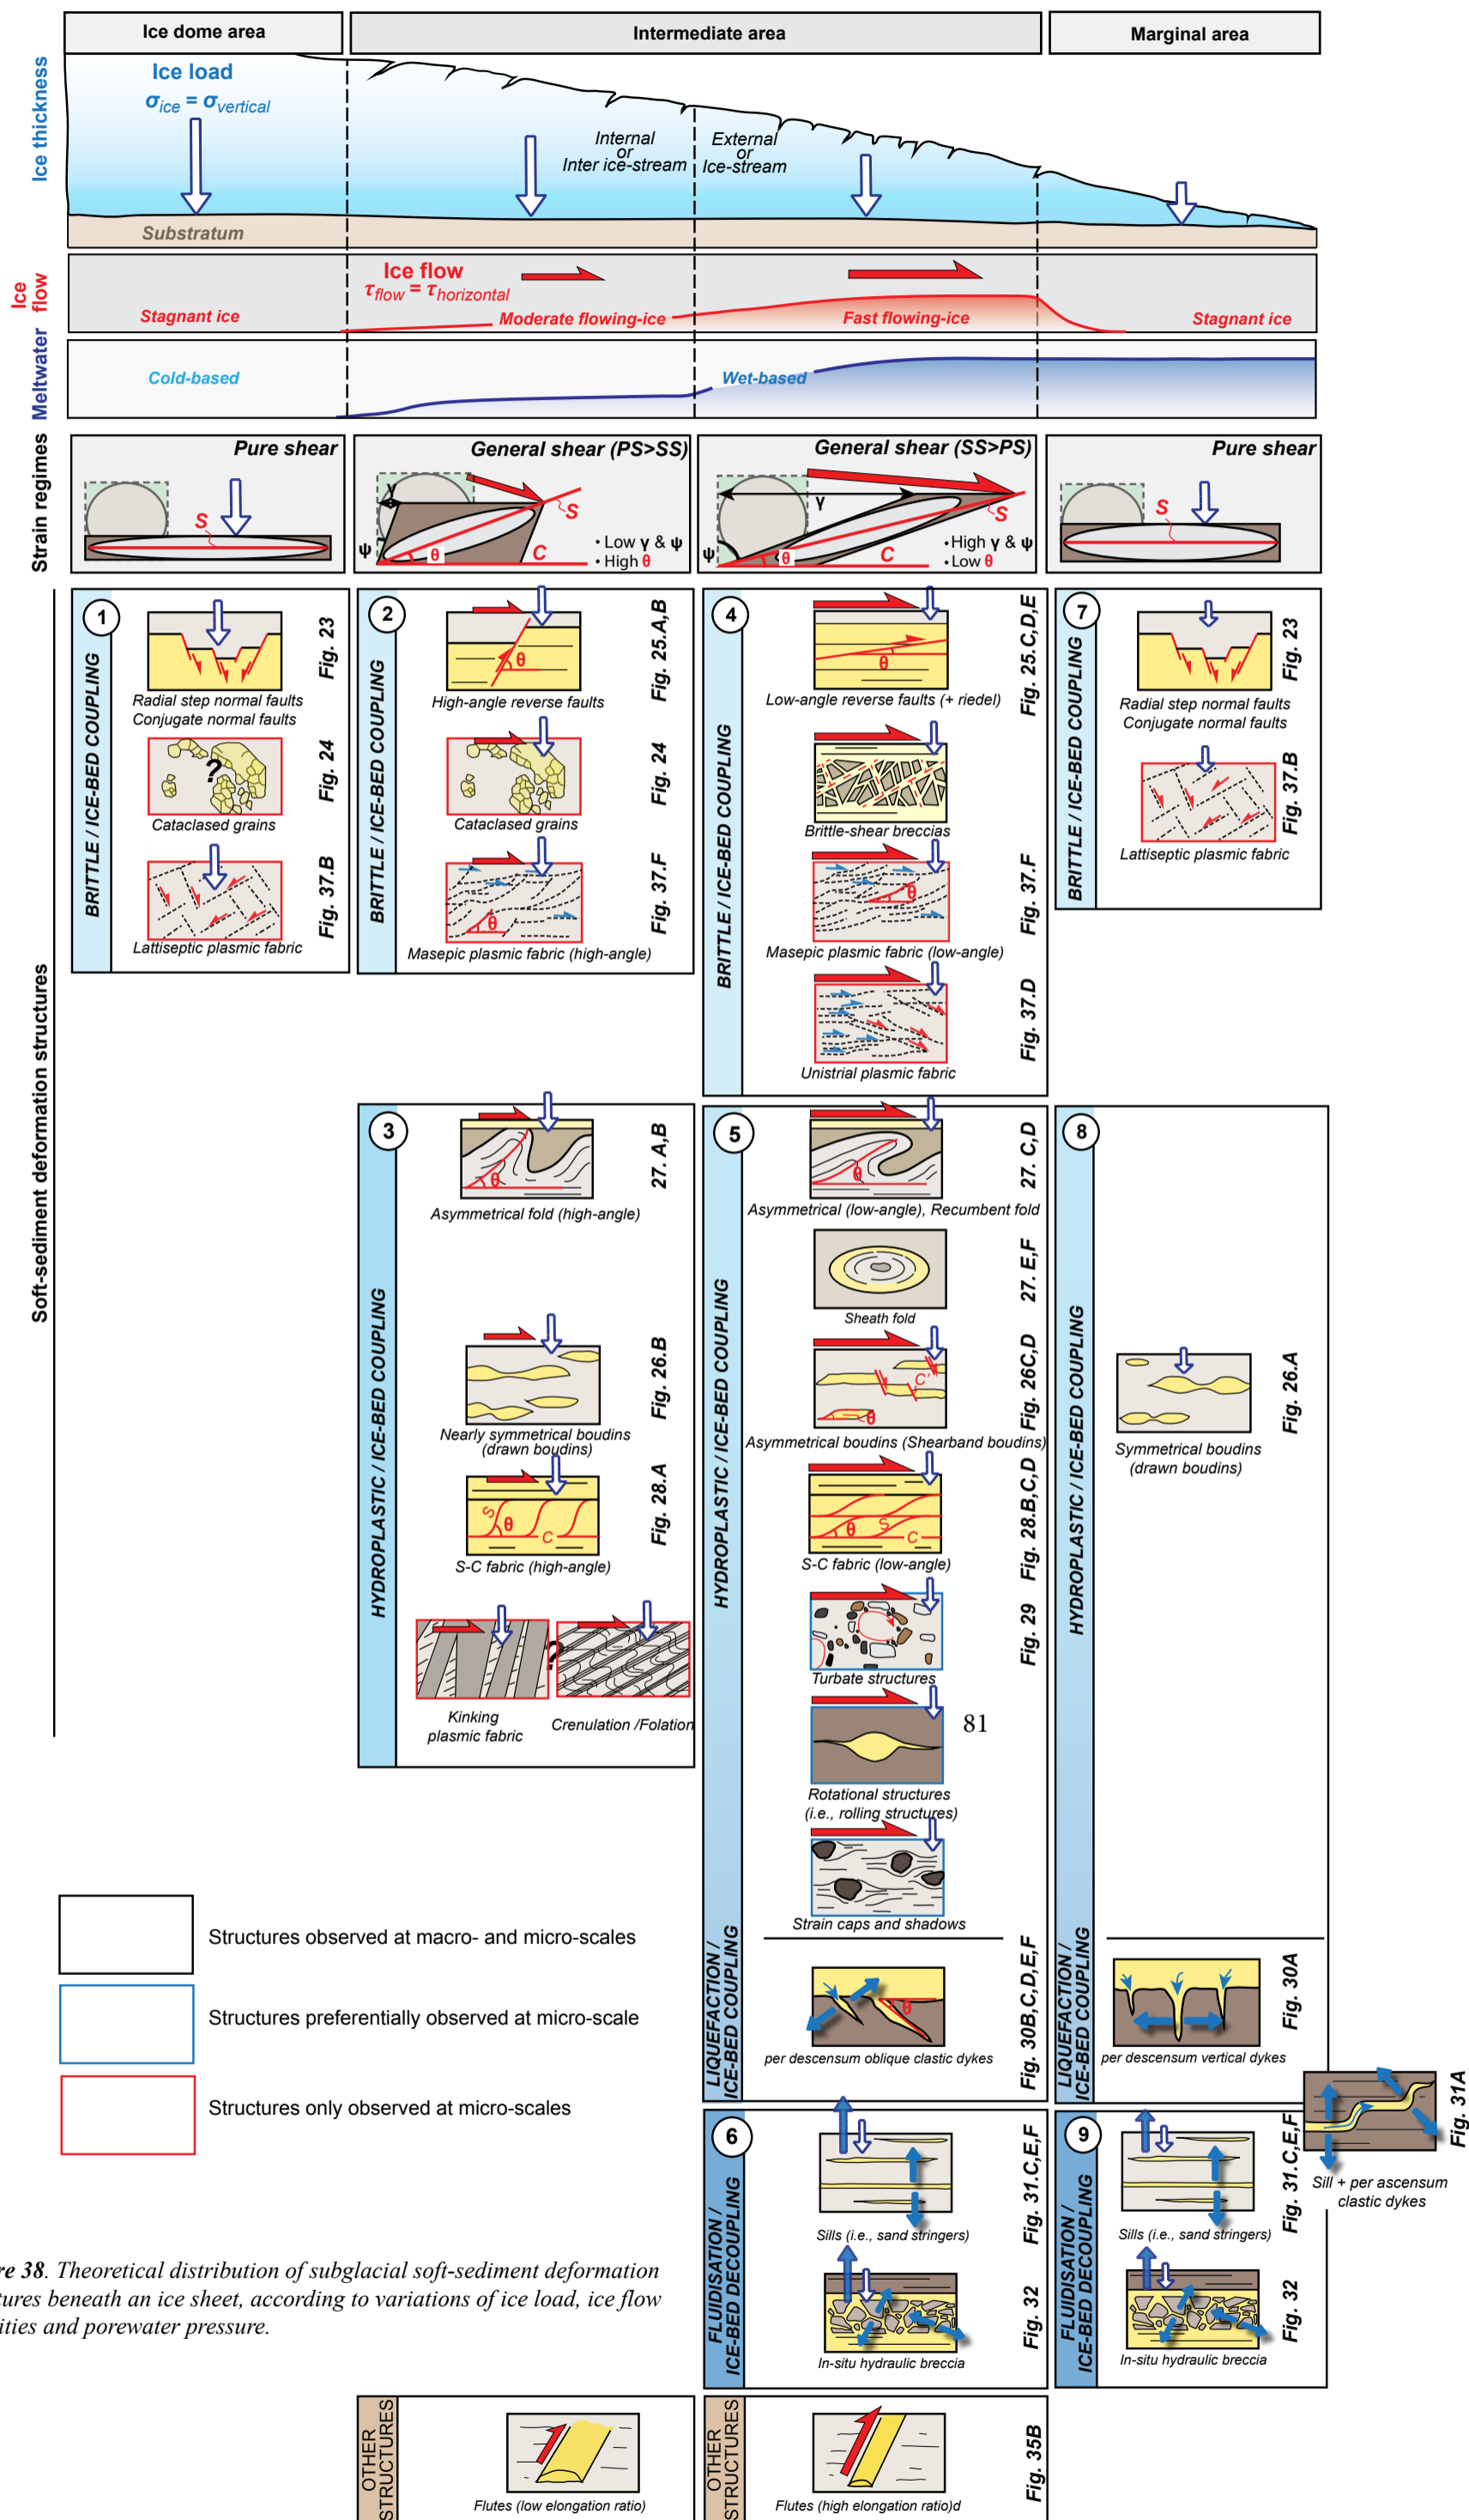 Ice dome area
Intermediate area
Marginal area
Ice thickness
Ice load
σice = σvertical
Internal
or
Inter ice-stream
External
or
Ice-stream
Substratum
Ice
flow
Ice flow
τflow = τhorizontal
Stagnant ice
Moderate flowing-ice
Fast flowing-ice
Stagnant ice
Meltwater
Cold-based
Wet-based
Strain regimes
Pure shear
S
General shear (PS>SS)
γ
ψ
θ
S
C
• Low γ & ψ
• High θ
General shear (SS>PS)
γ
ψ
θ
S
C
•High γ & ψ
•Low θ
Pure shear
S
Soft-sediment deformation structures
1
BRITTLE / ICE-BED COUPLING
Fig. 23
Radial step normal faults
Conjugate normal faults
?
Fig. 24
Cataclased grains
Fig. 37.B
Lattiseptic plasmic fabric
2
BRITTLE / ICE-BED COUPLING
θ
Fig. 25.A,B
High-angle reverse faults
Fig. 24
Cataclased grains
θ
Fig. 37.F
Masepic plasmic fabric (high-angle)
4
BRITTLE / ICE-BED COUPLING
θ
Fig. 25.C,D,E
Low-angle reverse faults (+ riedel)
Brittle-shear breccias
θ
Fig. 37.F
Masepic plasmic fabric (low-angle)
Fig. 37.D
Unistrial plasmic fabric
7
BRITTLE / ICE-BED COUPLING
Fig. 23
Radial step normal faults
Conjugate normal faults
Fig. 37.B
Lattiseptic plasmic fabric
3
HYDROPLASTIC / ICE-BED COUPLING
θ
27. A,B
Asymmetrical fold (high-angle)
Fig. 26.B
Nearly symmetrical boudins
(drawn boudins)
S
θ
C
Fig. 28.A
S-C fabric (high-angle)
?
Kinking
plasmic fabric
Crenulation /Folation
5
HYDROPLASTIC / ICE-BED COUPLING
θ
27. C,D
Asymmetrical (low-angle), Recumbent fold
27. E,F
Sheath fold
C'
θ
Fig. 26C,D
Asymmetrical boudins (Shearband boudins)
θ
S
C
Fig. 28.B,C,D
S-C fabric (low-angle)
Fig. 29
Turbate structures
81
Rotational structures
(i.e., rolling structures)
Strain caps and shadows
LIQUEFACTION /
ICE-BED COUPLING
θ
Fig. 30B,C,D,E,F
per descensum oblique clastic dykes
8
HYDROPLASTIC / ICE-BED COUPLING
Fig. 26.A
Symmetrical boudins
(drawn boudins)
LIQUEFACTION /
ICE-BED COUPLING
Fig. 30A
per descensum vertical dykes
Fig. 31A
Sill + per ascensum
clastic dykes
6
FLUIDISATION /
ICE-BED DECOUPLING
Fig. 31.C,E,F
Sills (i.e., sand stringers)
Fig. 32
In-situ hydraulic breccia
9
FLUIDISATION /
ICE-BED DECOUPLING
Fig. 31.C,E,F
Sills (i.e., sand stringers)
Fig. 32
In-situ hydraulic breccia
OTHER
STRUCTURES
Flutes (low elongation ratio)
OTHER
STRUCTURES
Fig. 35B
Flutes (high elongation ratio)d
Structures observed at macro- and micro-scales
Structures preferentially observed at micro-scale
Structures only observed at micro-scales
re 38. Theoretical distribution of subglacial soft-sediment deformation
tures beneath an ice sheet, according to variations of ice load, ice flow
ities and porewater pressure.